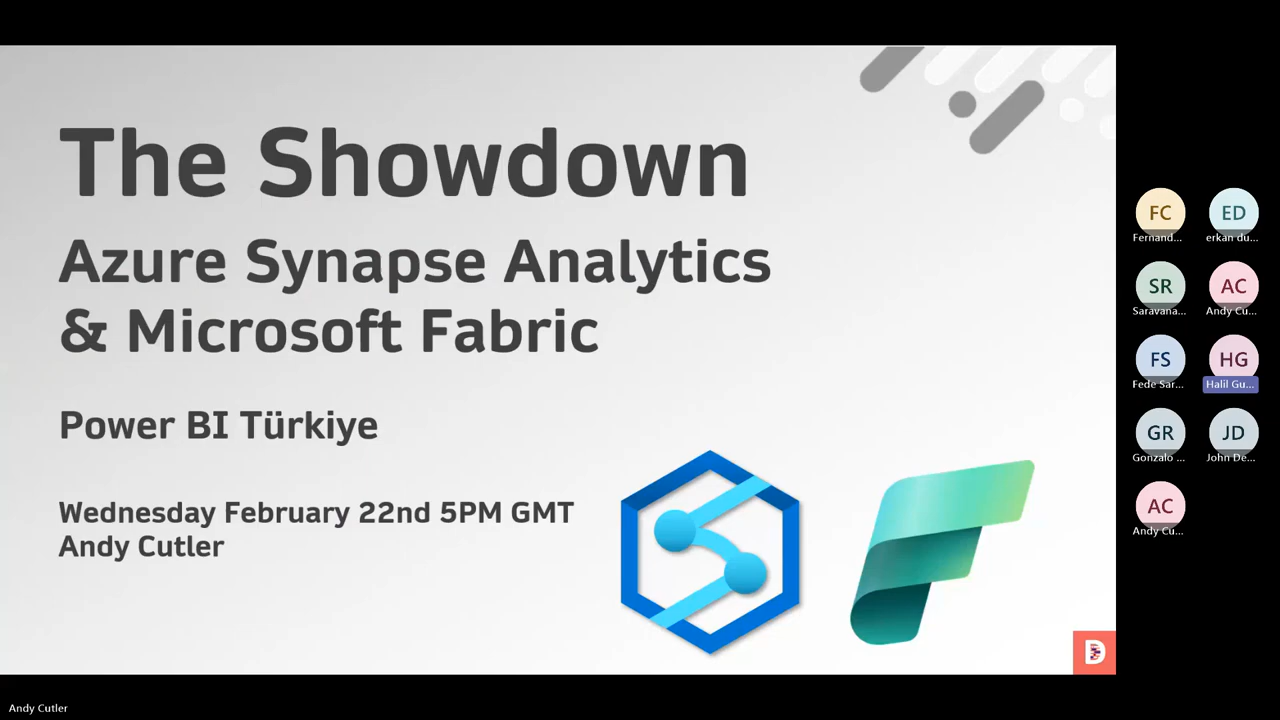 The Showdown
Azure Synapse Analytics
& Microsoft Fabric
Power BI Türkiye
Wednesday February 22nd 5PM GMT
Andy Cutler
D
FC
Fernand...
ED
erkan du...
SR
Saravana...
AC
Andy Cu...
FS
Fede Sar...
HG
Halil Gu...
GR
Gonzalo ...
JD
John De...
AC
Andy Cu...
Andy Cutler